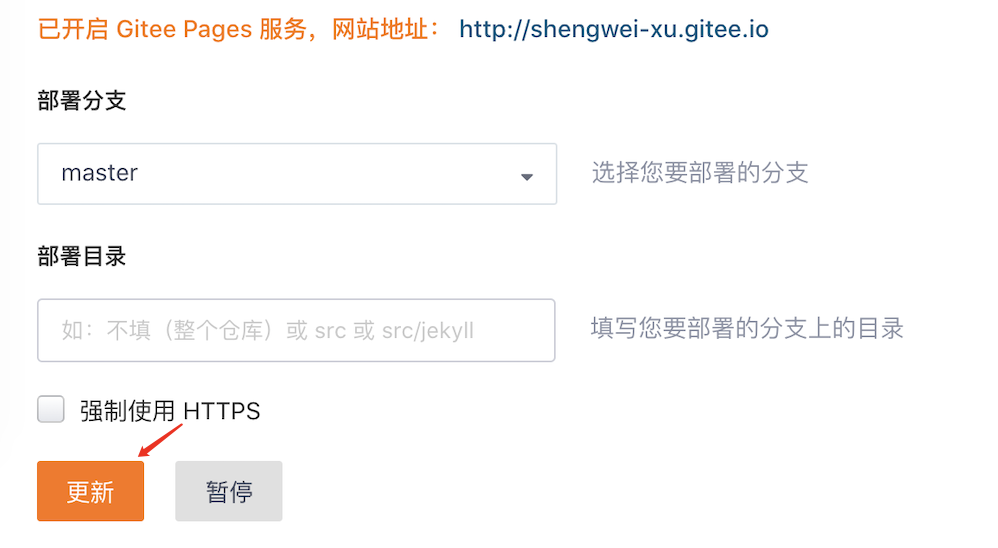 已开启 Gitee Pages 服务，网站地址： http://shengwei-xu.gitee.io
部署分支
master 选择您要部署的分支
部署目录
如：不填（整个仓库）或 src 或 src/jekyll 填写您要部署的分支上的目录
强制使用 HTTPS
更新 暂停